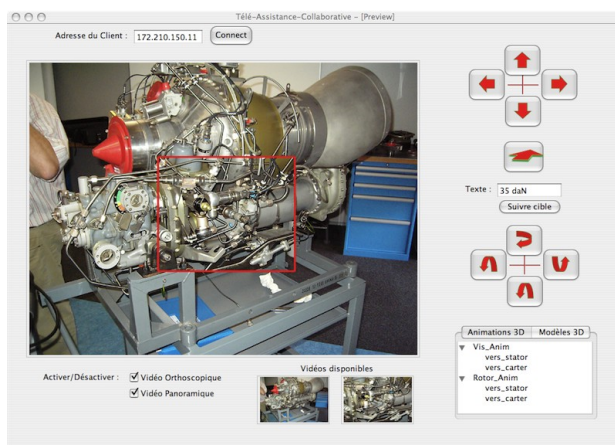 Télé-Assistance-Collaborative - [Preview]
Adresse du Client : 172.210.150.11 Connect
Texte : 35 daN
Suivre cible
Animations 3D Modèles 3D
Vis_Anim
vers_stator
vers_carter
Rotor_Anim
vers_stator
vers_carter
Activer/Désactiver : Vidéo Orthoscopique
Vidéo Panoramique
Vidéos disponibles